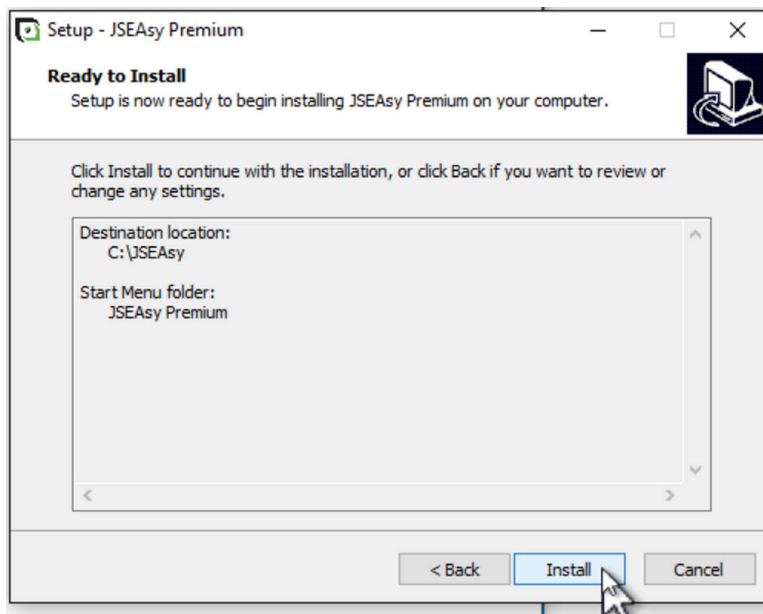 Setup - JSEAsy Premium
Ready to Install
Setup is now ready to begin installing JSEAsy Premium on your computer.
Click Install to continue with the installation, or click Back if you want to review or
change any settings.
Destination location:
C:\JSEAsy
Start Menu folder:
JSEAsy Premium
< Back
Install
Cancel